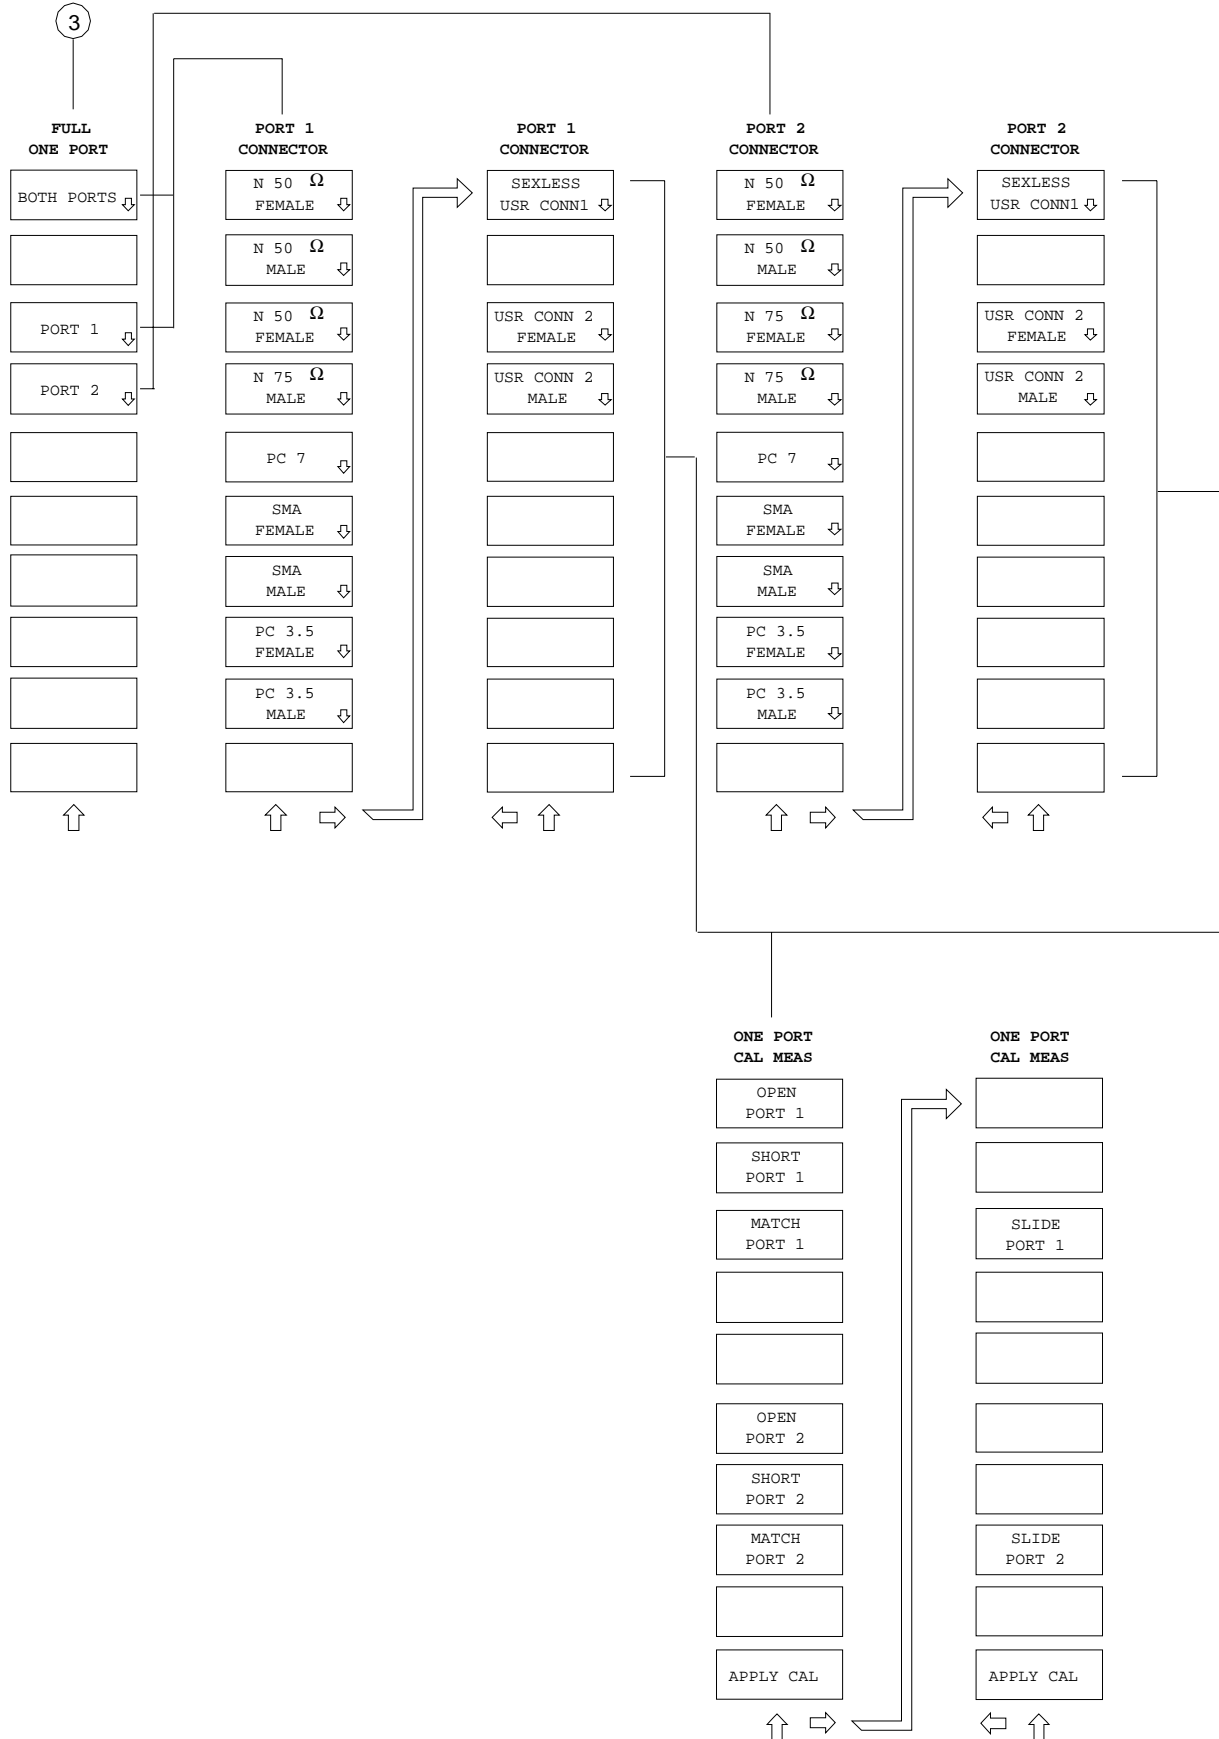 3
FULL
ONE PORT
BOTH PORTS
PORT 1
PORT 2
PORT 1
CONNECTOR
N 50 Ω
FEMALE
N 50 Ω
MALE
N 50 Ω
FEMALE
N 75 Ω
MALE
PC 7
SMA
FEMALE
SMA
MALE
PC 3.5
FEMALE
PC 3.5
MALE
PORT 1
CONNECTOR
SEXLESS
USR CONN1
USR CONN 2
FEMALE
USR CONN 2
MALE
PORT 2
CONNECTOR
N 50 Ω
FEMALE
N 50 Ω
MALE
N 75 Ω
FEMALE
N 75 Ω
MALE
PC 7
SMA
FEMALE
SMA
MALE
PC 3.5
FEMALE
PC 3.5
MALE
PORT 2
CONNECTOR
SEXLESS
USR CONN1
USR CONN 2
FEMALE
USR CONN 2
MALE
ONE PORT
CAL MEAS
OPEN
PORT 1
SHORT
PORT 1
MATCH
PORT 1
OPEN
PORT 2
SHORT
PORT 2
MATCH
PORT 2
APPLY CAL
ONE PORT
CAL MEAS
SLIDE
PORT 1
SLIDE
PORT 2
APPLY CAL